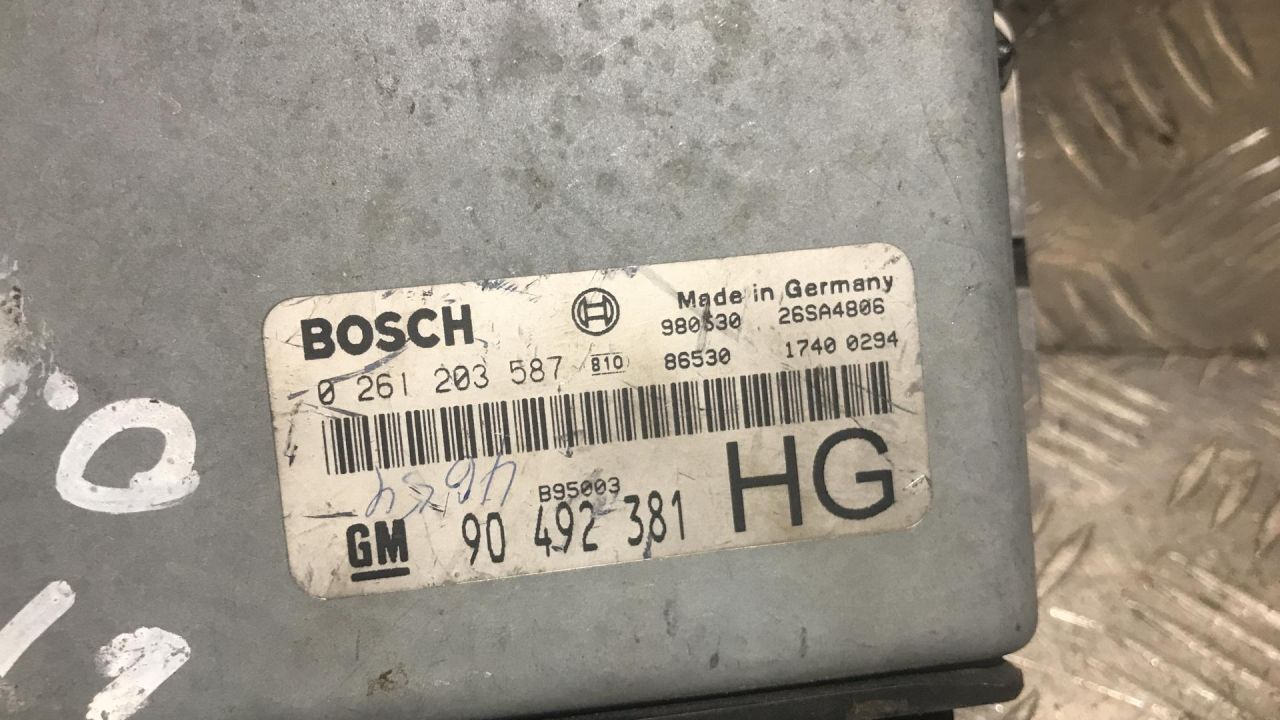 BOSCH Made in Germany
980630 26SA4806
0 261 203 587 810 86530 1740 0294
B95003
GM 90 492 381 HG